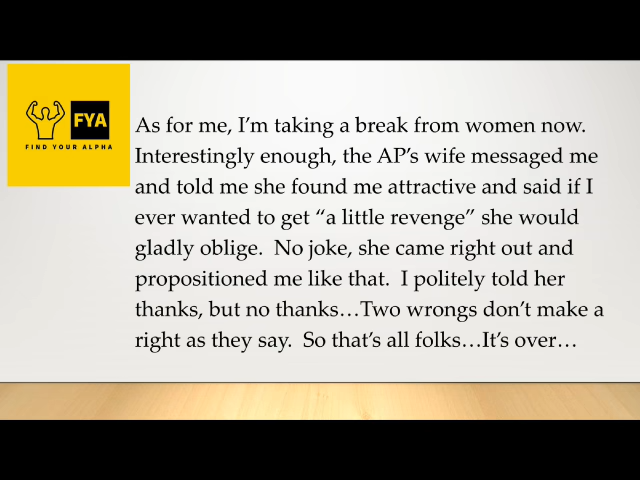 FYA
FIND YOUR ALPHA
As for me, I'm taking a break from women now.
Interestingly enough, the AP's wife messaged me
and told me she found me attractive and said if I
ever wanted to get “a little revenge” she would
gladly oblige.  No joke, she came right out and
propositioned me like that.  I politely told her
thanks, but no thanks…Two wrongs don't make a
right as they say.  So that's all folks…It's over…